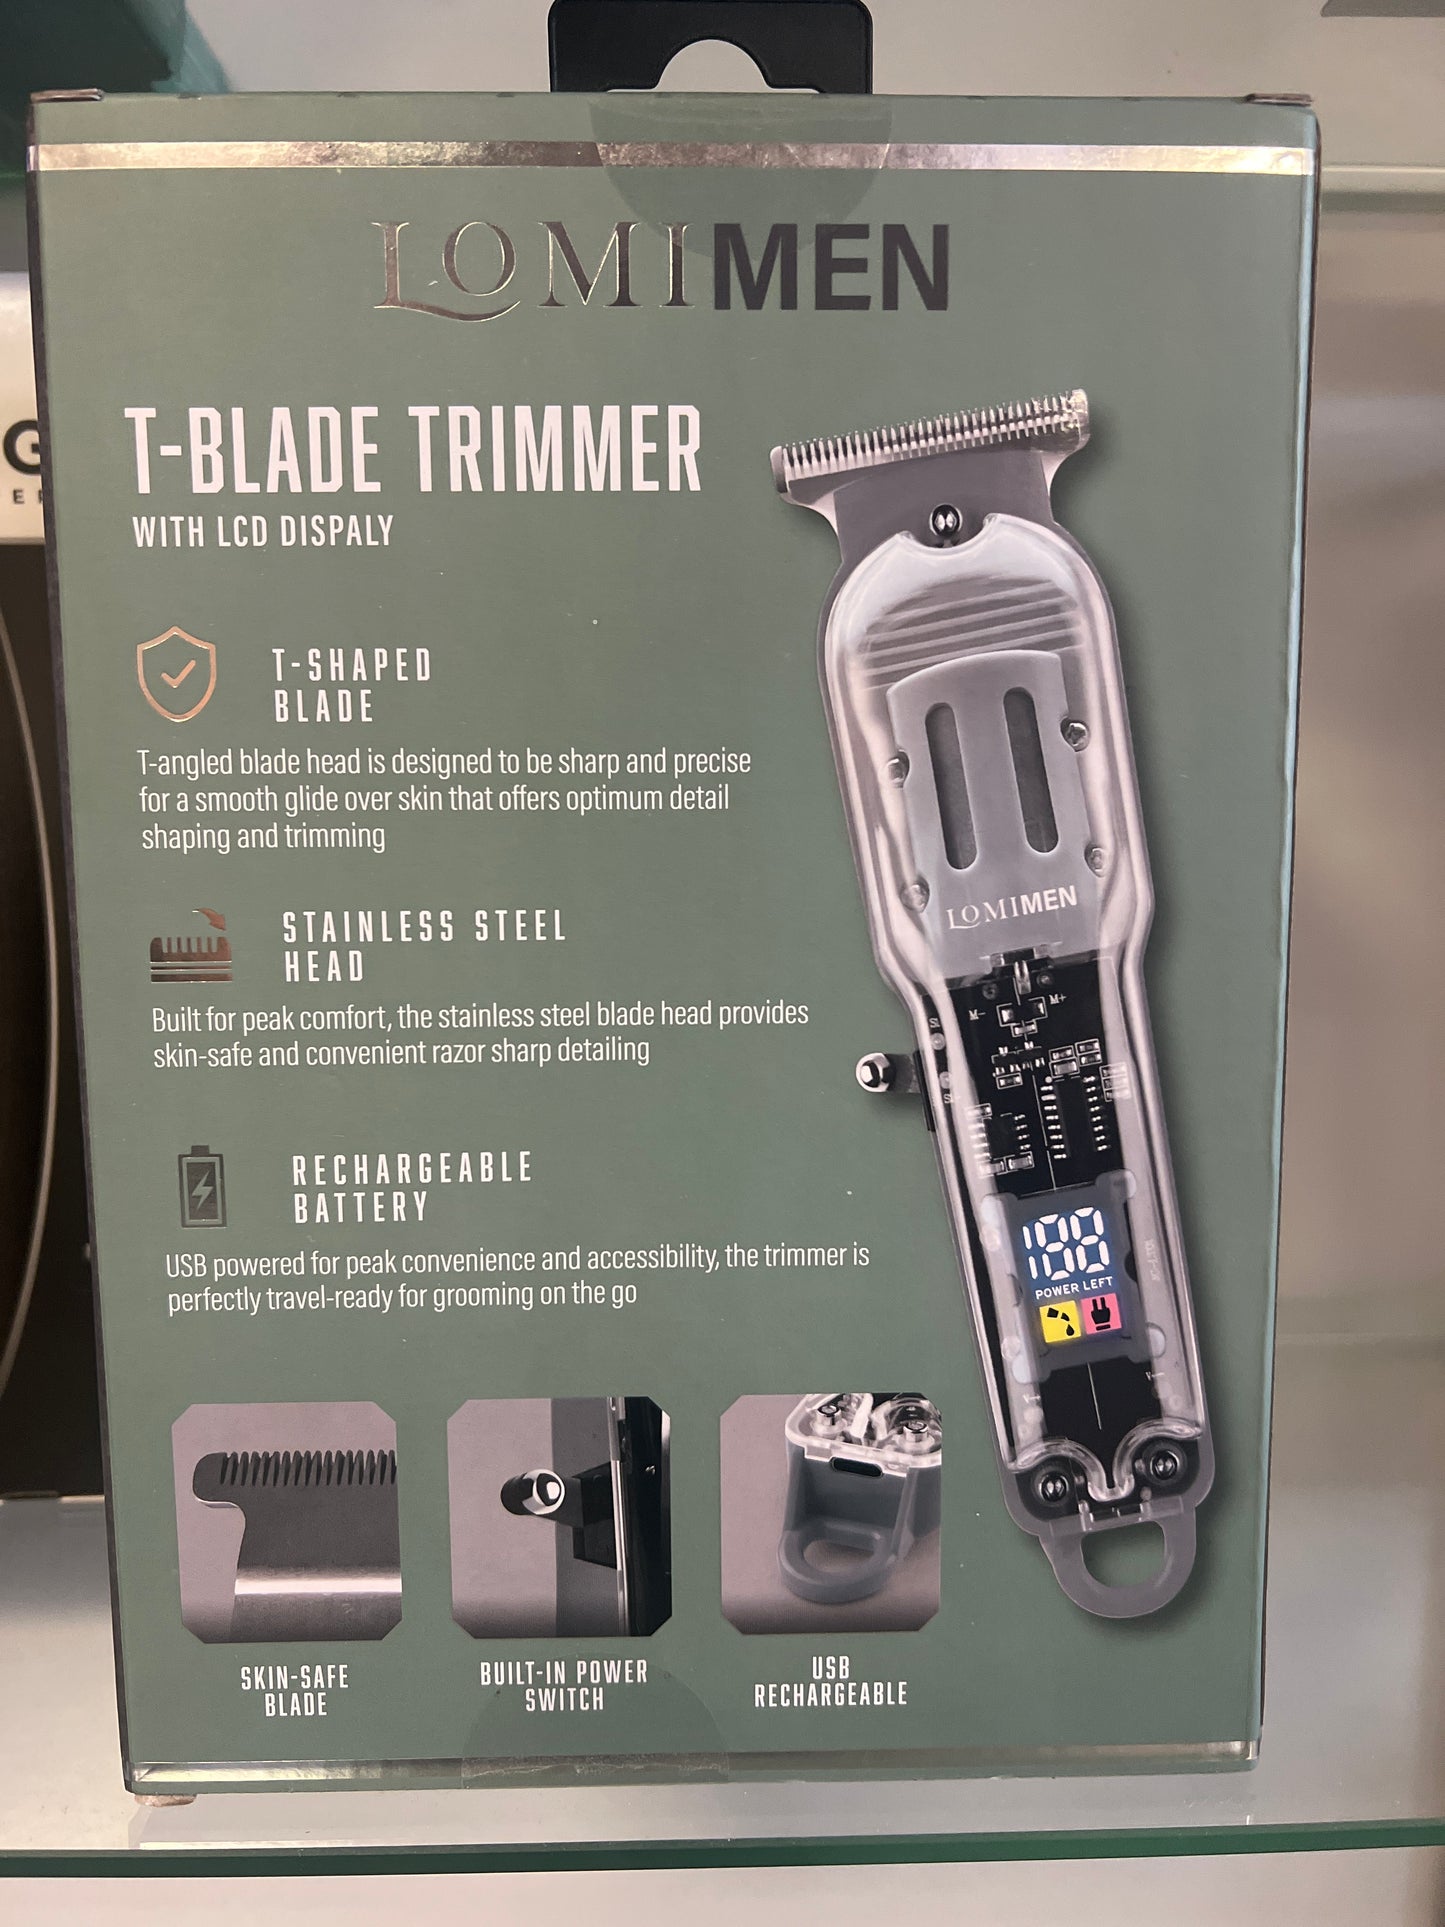 LOMIMEN
T-BLADE TRIMMER
WITH LCD DISPALY
T-SHAPED
BLADE
T-angled blade head is designed to be sharp and precise
for a smooth glide over skin that offers optimum detail
shaping and trimming
STAINLESS STEEL
HEAD
Built for peak comfort, the stainless steel blade head provides
skin-safe and convenient razor sharp detailing
RECHARGEABLE
BATTERY
USB powered for peak convenience and accessibility, the trimmer is
perfectly travel-ready for grooming on the go
LOMIMEN
M+
M-
188
POWER LEFT
SKIN-SAFE
BLADE
BUILT-IN POWER
SWITCH
USB
RECHARGEABLE